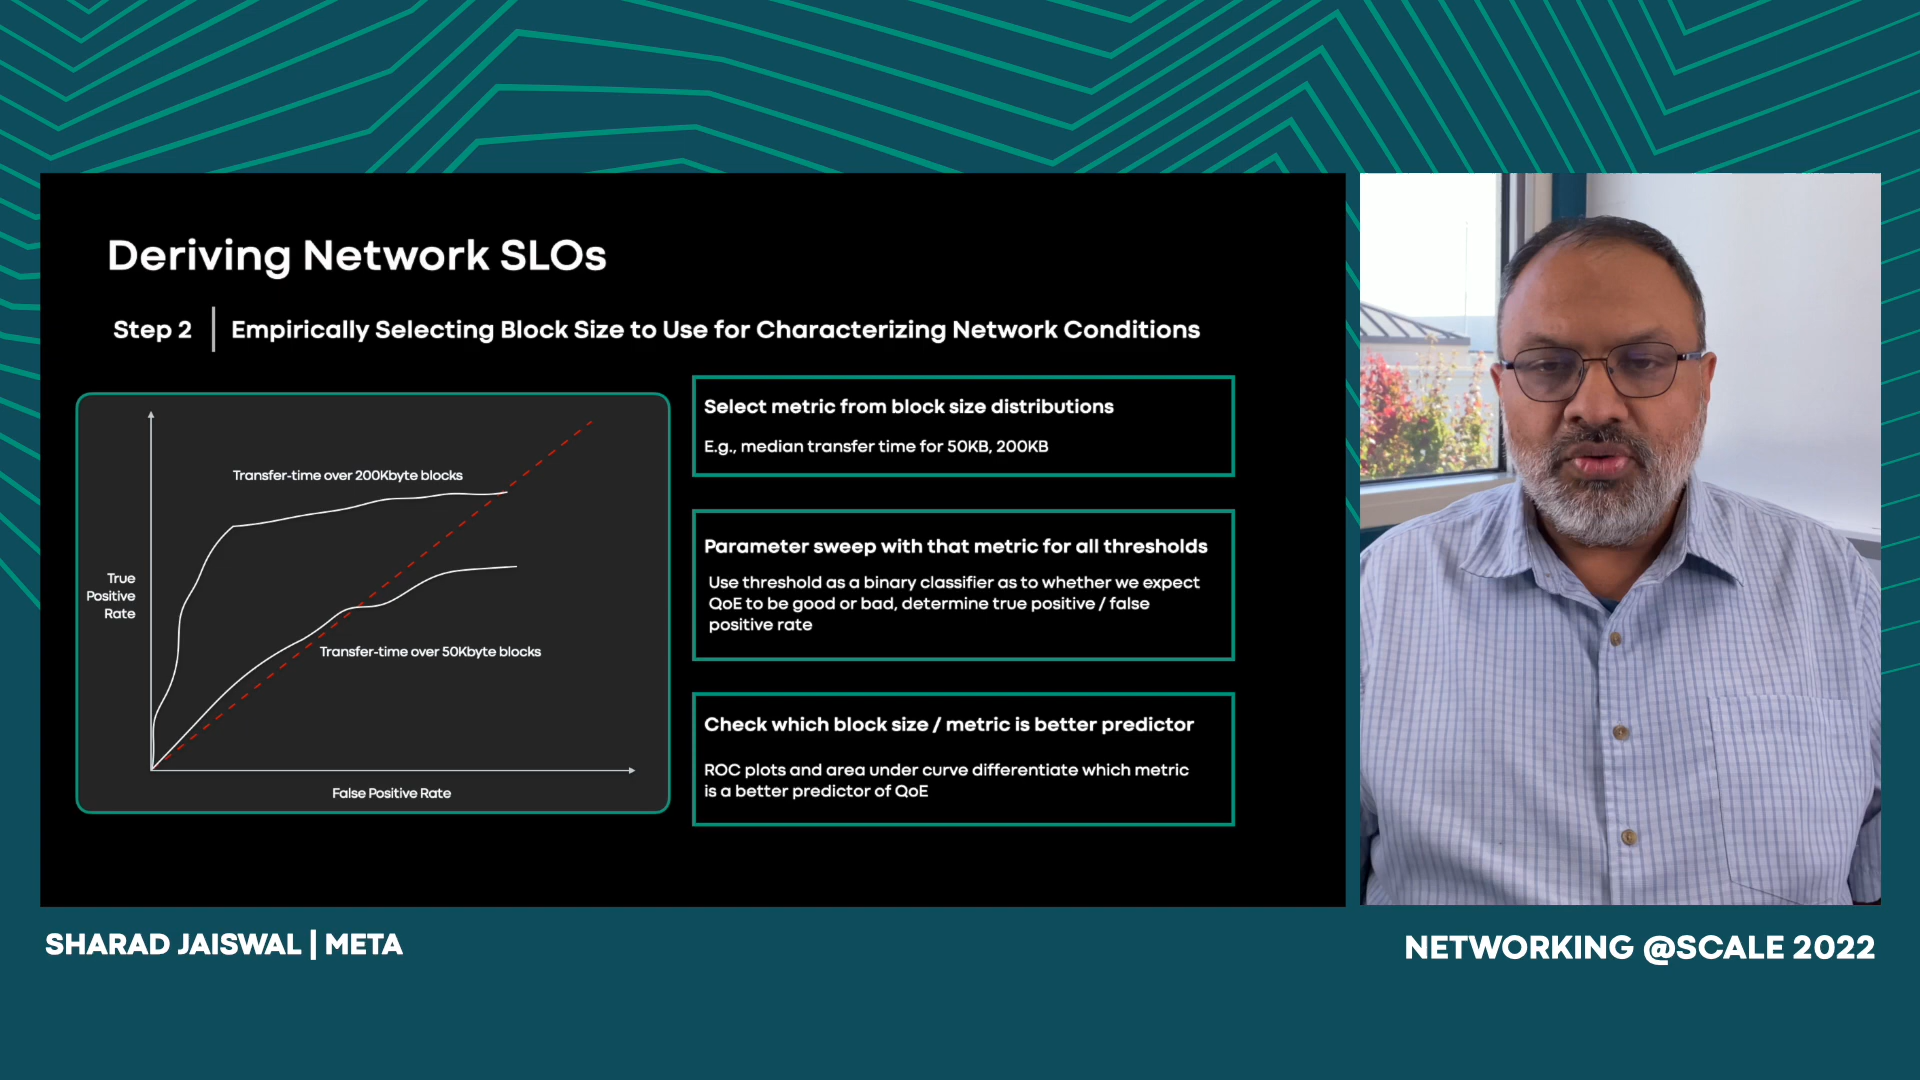 Deriving Network SLOs
Step 2
Empirically Selecting Block Size to Use for Characterizing Network Conditions
Transfer-time over 200Kbyte blocks
True
Positive
Rate
Transfer-time over 50Kbyte blocks
False Positive Rate
Select metric from block size distributions
E.g., median transfer time for 50KB, 200KB
Parameter sweep with that metric for all thresholds
Use threshold as a binary classifier as to whether we expect
QoE to be good or bad, determine true positive / false
positive rate
Check which block size / metric is better predictor
ROC plots and area under curve differentiate which metric
is a better predictor of QoE
SHARAD JAISWAL | META
NETWORKING @SCALE 2022